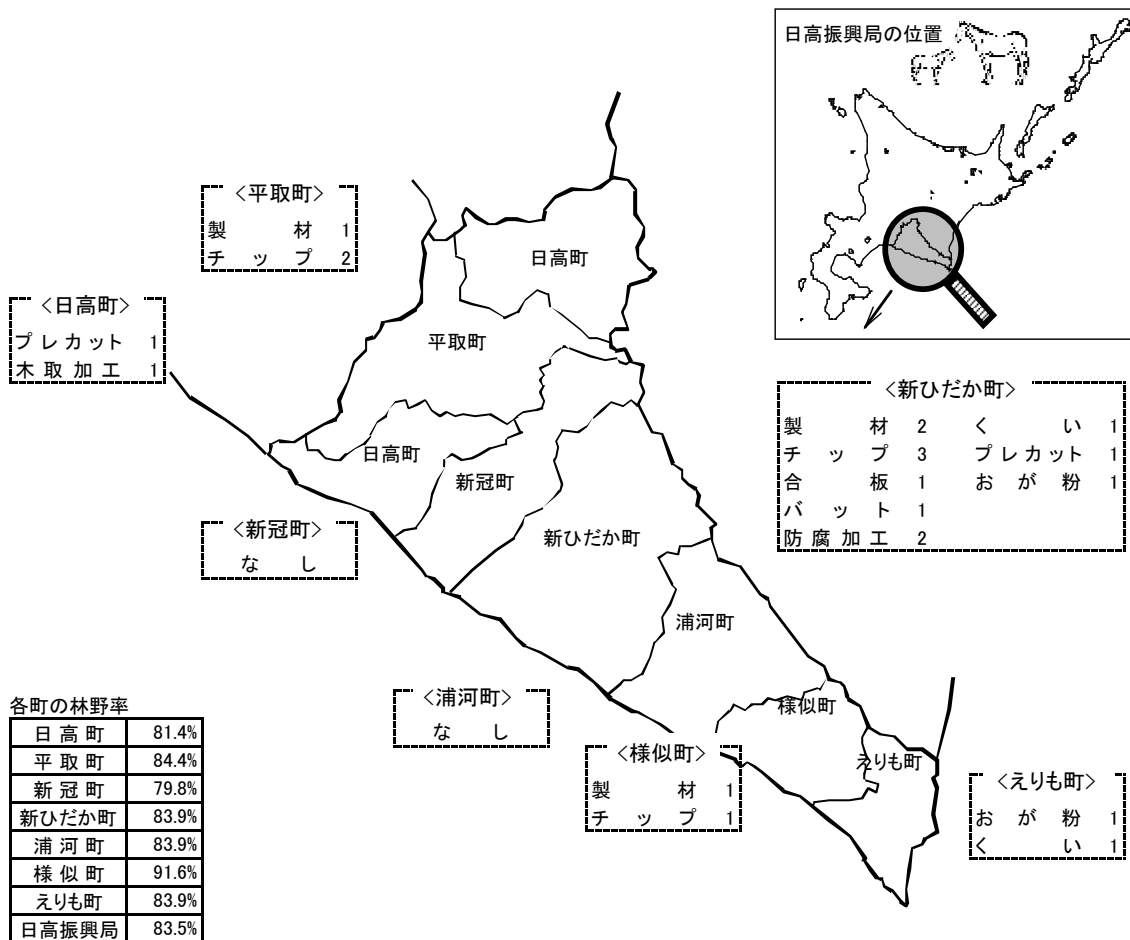 日高振興局の位置
<平取町>
製材 1
チップ 2
<日高町>
プレカット 1
木取加工 1
日高町
平取町
日高町
新冠町
新ひだか町
浦河町
様似町
えりも町
<新ひだか町>
製材 2 くい 1
チップ 3 プレカット 1
合板 1 おが粉 1
バット 1
防腐加工 2
<新冠町>
なし
<浦河町>
なし
<様似町>
製材 1
チップ 1
<えりも町>
おが粉 1
くい 1
各町の林野率
日高町 81.4%
平取町 84.4%
新冠町 79.8%
新ひだか町 83.9%
浦河町 83.9%
様似町 91.6%
えりも町 83.9%
日高振興局 83.5%